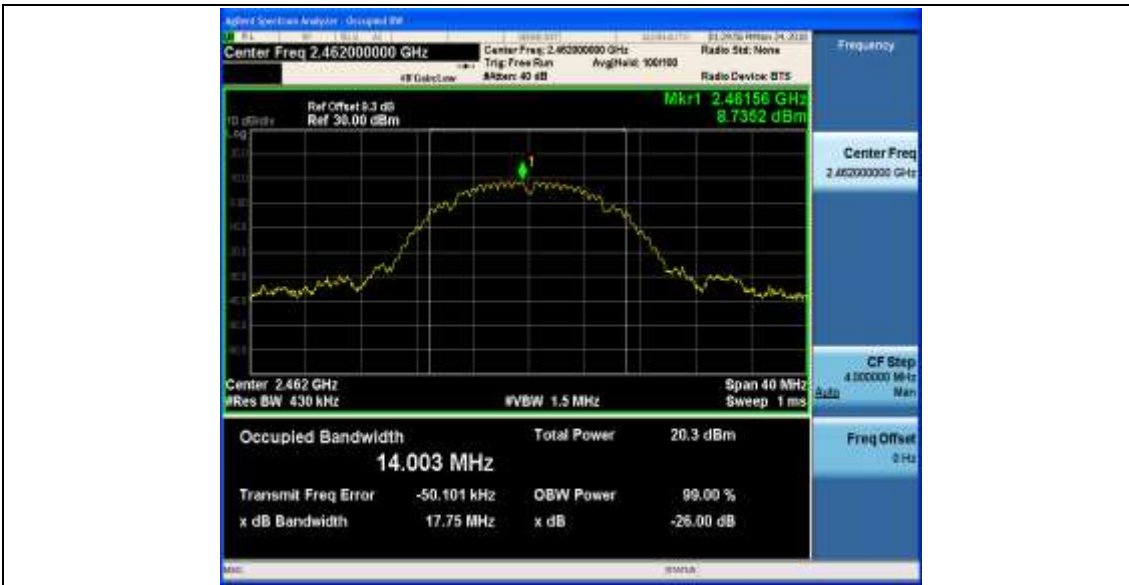 Agilent Spectrum Analyzer - Occupied BW
Center Freq 2.462000000 GHz
Center Freq: 2.462000000 GHz
Radio Std: None
Trig: Free Run
Avg|Hold: 100/100
#IFGain:Low
#Atten: 40 dB
Radio Device: BTS
Frequency
Ref Offset 9.3 dB
Mkr1 2.46156 GHz
10 dB/div
Ref 30.00 dBm
8.7352 dBm
Log
1
Center Freq
2.462000000 GHz
Center 2.462 GHz
Span 40 MHz
#Res BW 430 kHz
#VBW 1.5 MHz
Sweep 1 ms
CF Step
4.000000 MHz
Auto
Man
Occupied Bandwidth
Total Power
20.3 dBm
14.003 MHz
Freq Offset
0 Hz
Transmit Freq Error
-50.101 kHz
OBW Power
99.00 %
x dB Bandwidth
17.75 MHz
x dB
-26.00 dB
MSG
STATUS